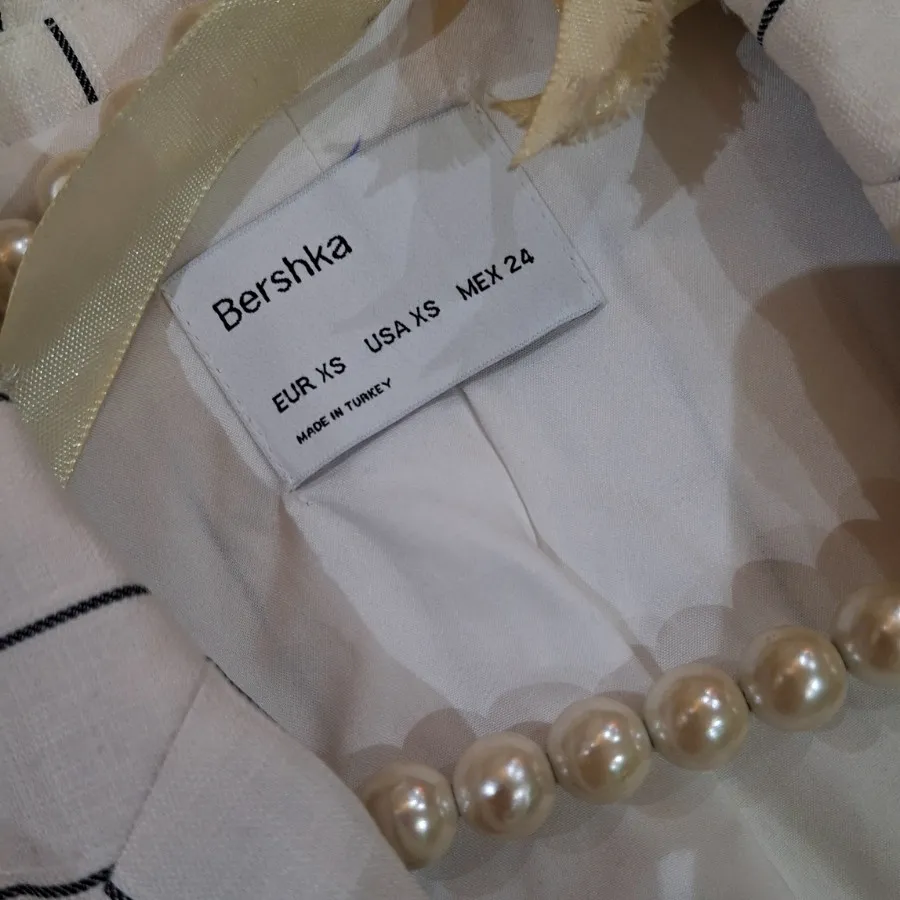 Bershka
EUR XS USA XS MEX 24
MADE IN TURKEY